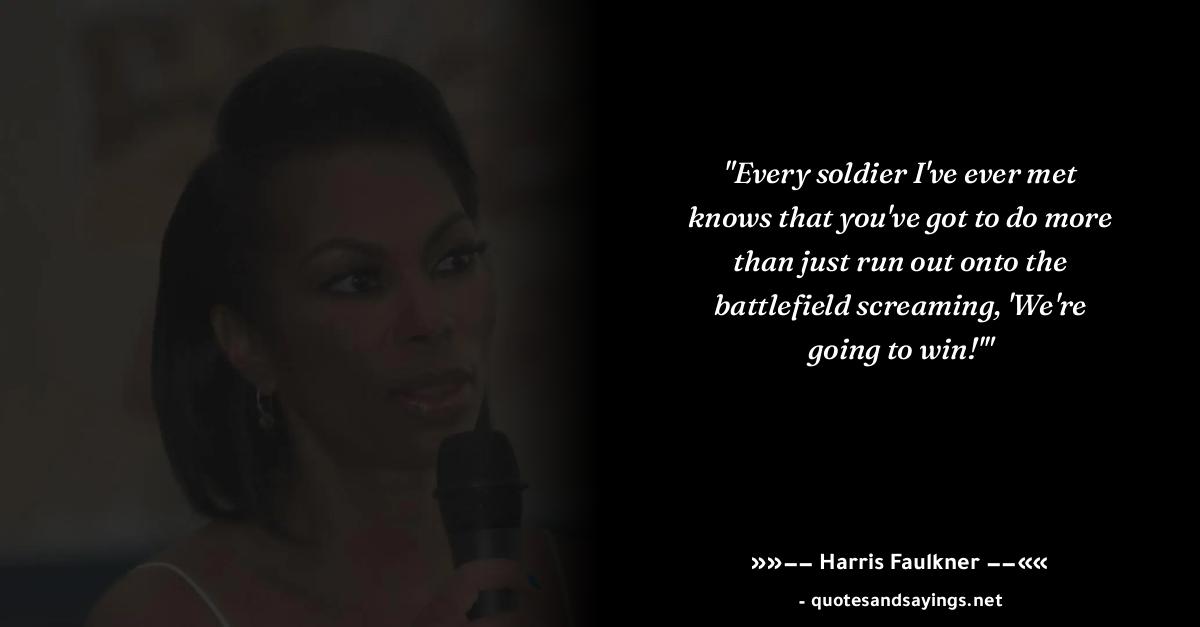 "Every soldier I've ever met
knows that you've got to do more
than just run out onto the
battlefield screaming, 'We're
going to win!'"
»»–– Harris Faulkner ––««
- quotesandsayings.net